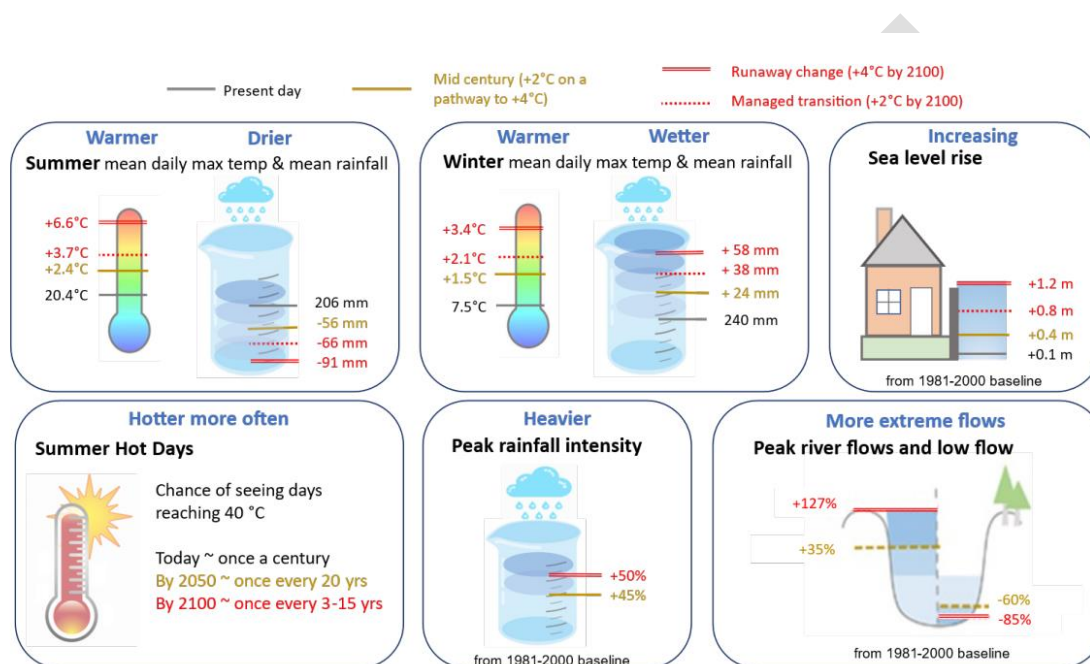 Present day
Mid century (+2°C on a
pathway to +4°C)
Runaway change (+4°C by 2100)
Managed transition (+2°C by 2100)
Warmer
Drier
Summer mean daily max temp & mean rainfall
+6.6°C
+3.7°C
+2.4°C
20.4°C
206 mm
-56 mm
-66 mm
-91 mm
Warmer
Wetter
Winter mean daily max temp & mean rainfall
+3.4°C
+2.1°C
+1.5°C
7.5°C
+ 58 mm
+ 38 mm
+ 24 mm
240 mm
Increasing
Sea level rise
+1.2 m
+0.8 m
+0.4 m
+0.1 m
from 1981-2000 baseline
Hotter more often
Summer Hot Days
Chance of seeing days
reaching 40 °C
Today ~ once a century
By 2050 ~ once every 20 yrs
By 2100 ~ once every 3-15 yrs
Heavier
Peak rainfall intensity
+50%
+45%
from 1981-2000 baseline
More extreme flows
Peak river flows and low flow
+127%
+35%
-60%
-85%
from 1981-2000 baseline